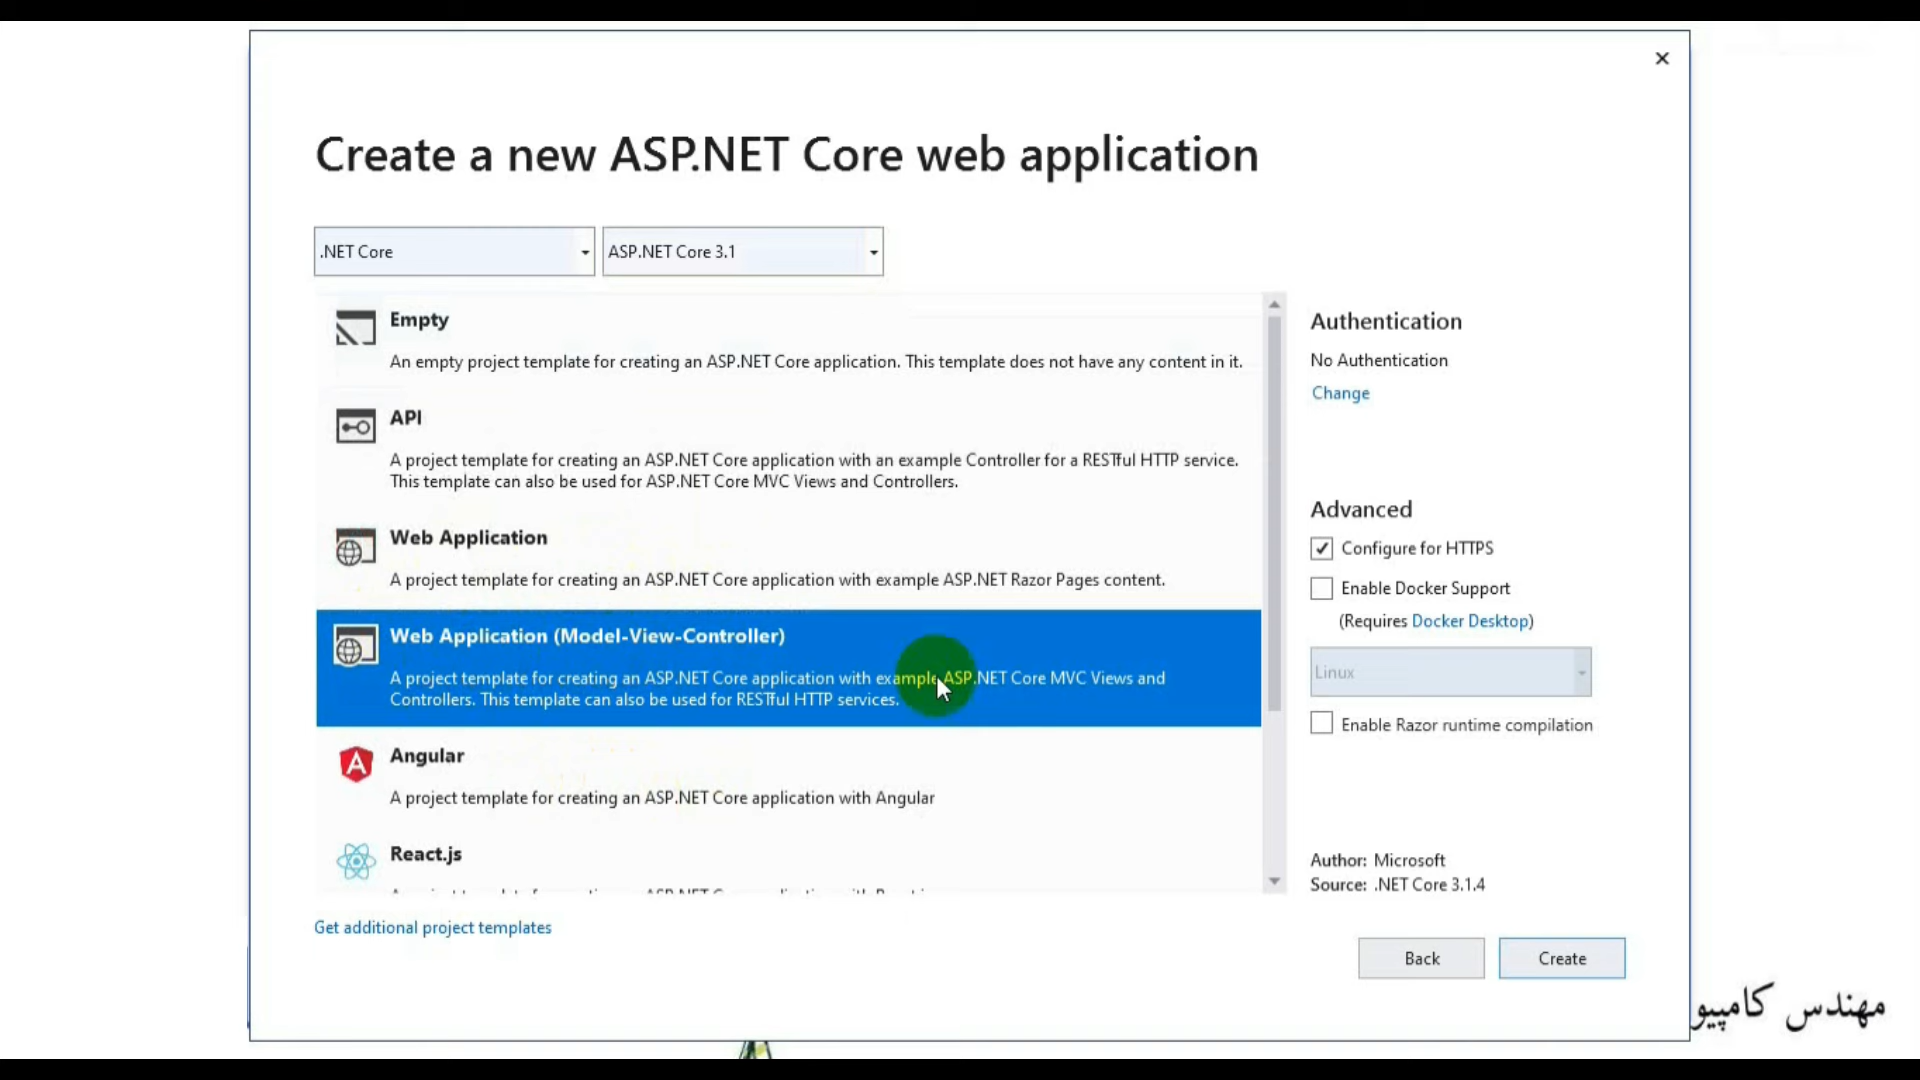 Create a new ASP.NET Core web application
.NET Core
ASP.NET Core 3.1
Empty
An empty project template for creating an ASP.NET Core application. This template does not have any content in it.
API
A project template for creating an ASP.NET Core application with an example Controller for a RESTful HTTP service.
This template can also be used for ASP.NET Core MVC Views and Controllers.
Web Application
A project template for creating an ASP.NET Core application with example ASP.NET Razor Pages content.
Web Application (Model-View-Controller)
A project template for creating an ASP.NET Core application with example ASP.NET Core MVC Views and
Controllers. This template can also be used for RESTful HTTP services.
Angular
A project template for creating an ASP.NET Core application with Angular
React.js
Get additional project templates
Authentication
No Authentication
Change
Advanced
Configure for HTTPS
Enable Docker Support
(Requires Docker Desktop)
Linux
Enable Razor runtime compilation
Author: Microsoft
Source: .NET Core 3.1.4
Back
Create
مهندس